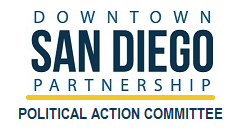 DOWNTOWN
SAN DIEGO
PARTNERSHIP
POLITICAL ACTION COMMITTEE